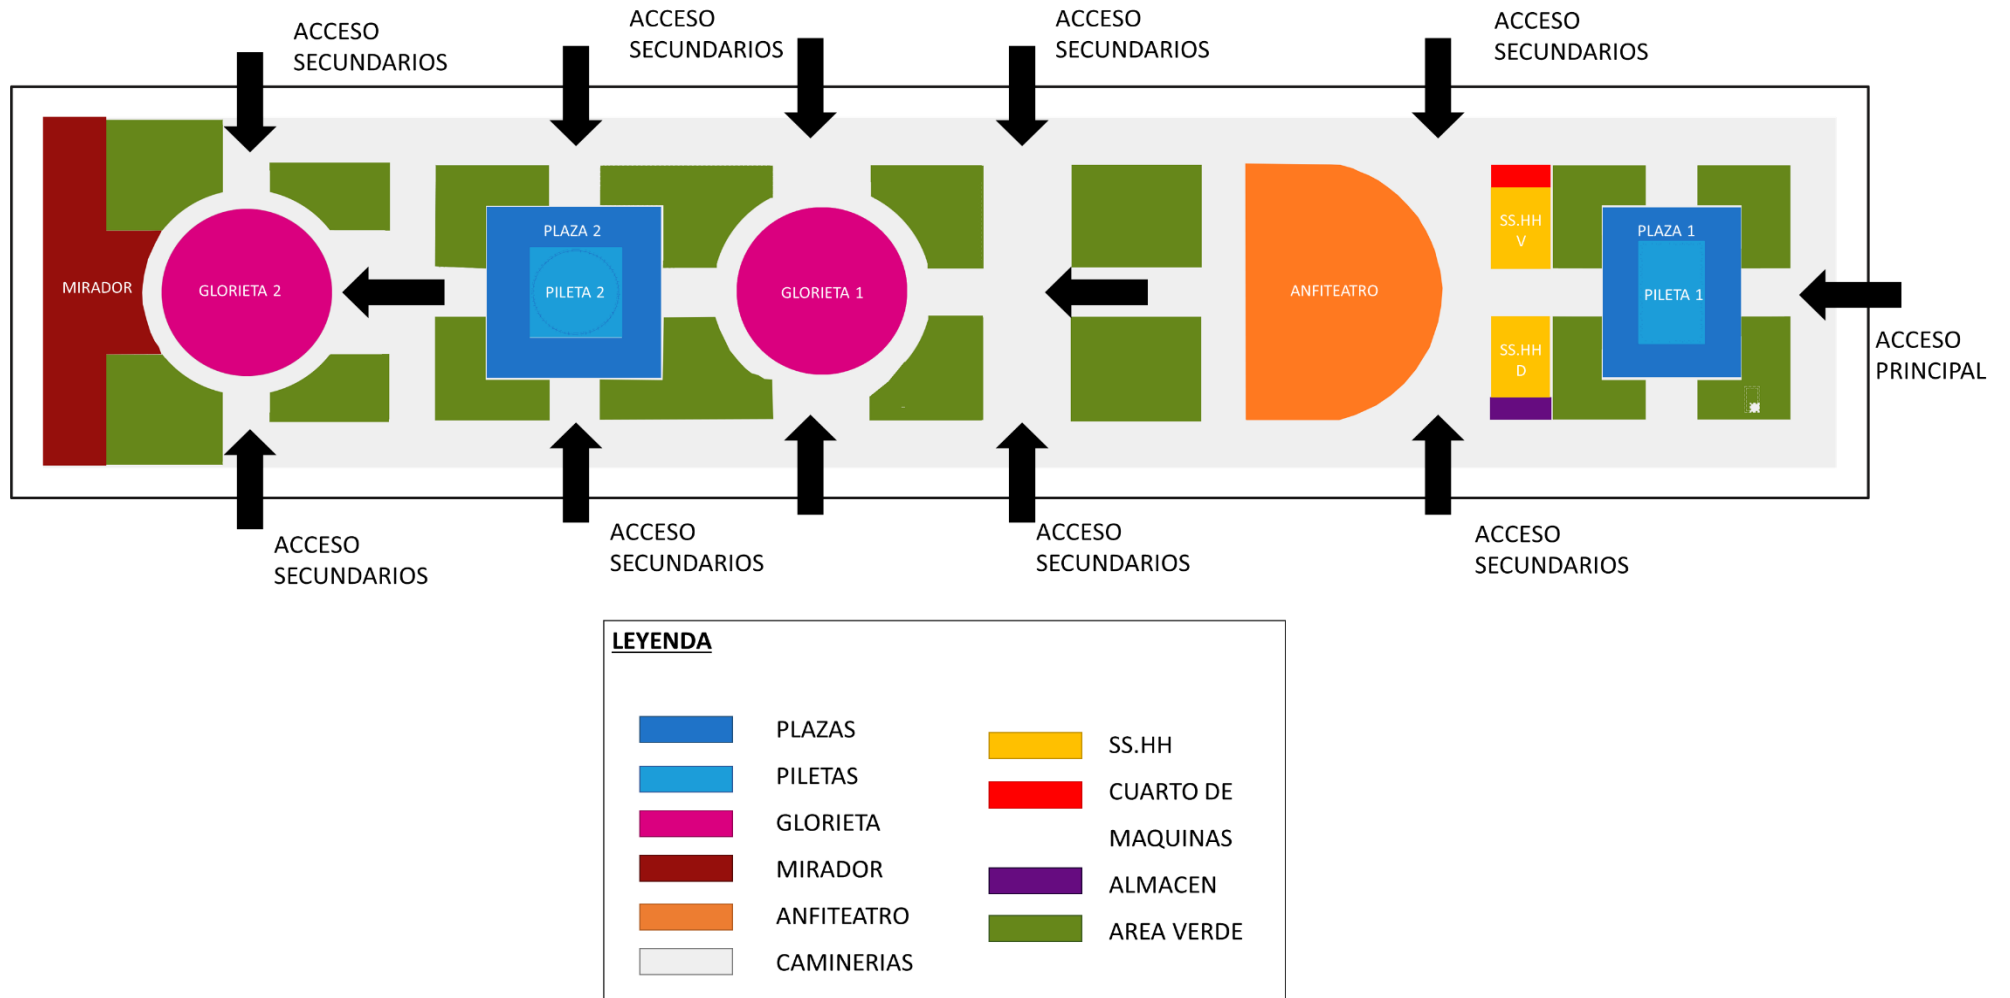 ACCESO
SECUNDARIOS
ACCESO
SECUNDARIOS
ACCESO
SECUNDARIOS
ACCESO
SECUNDARIOS
MIRADOR
GLORIETA 2
PLAZA 2
PILETA 2
GLORIETA 1
ANFITEATRO
SS.HH
V
SS.HH
D
PLAZA 1
PILETA 1
ACCESO
PRINCIPAL
ACCESO
SECUNDARIOS
ACCESO
SECUNDARIOS
ACCESO
SECUNDARIOS
ACCESO
SECUNDARIOS
LEYENDA
PLAZAS
PILETAS
GLORIETA
MIRADOR
ANFITEATRO
CAMINERIAS
SS.HH
CUARTO DE
MAQUINAS
ALMACEN
AREA VERDE